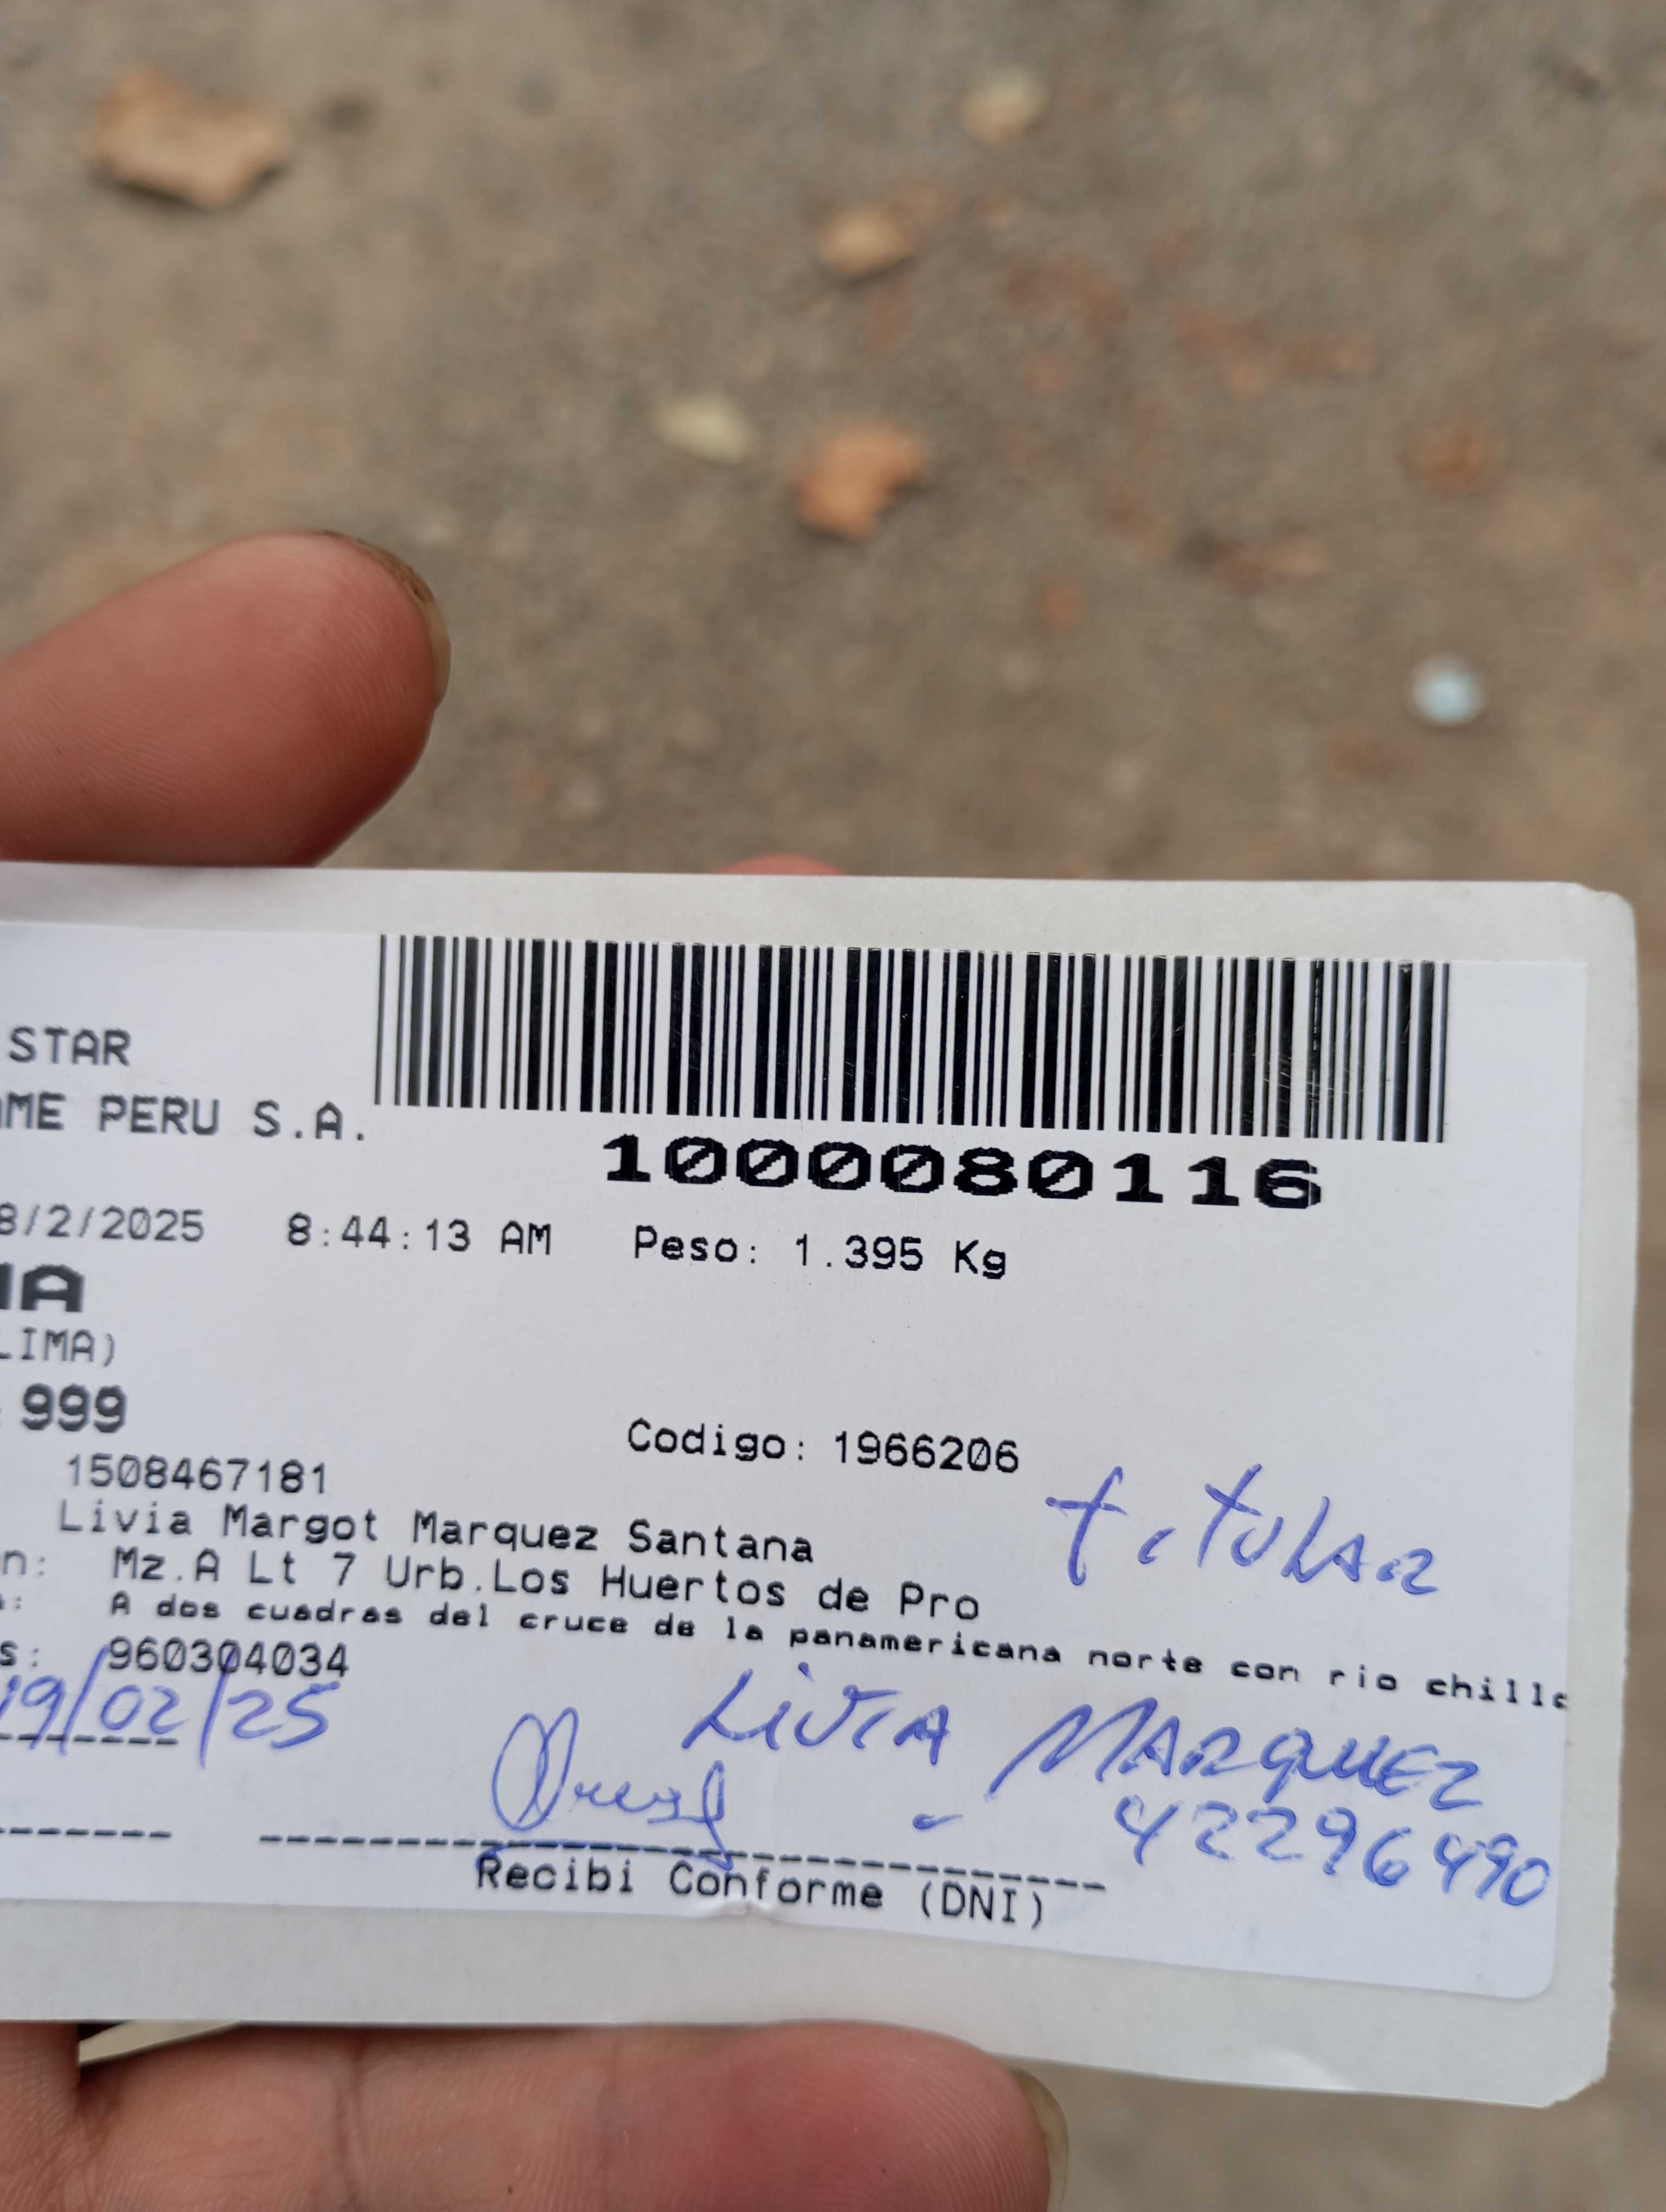 STAR
ME PERU S.A.
1000080116
8/2/2025 8:44:13 AM Peso: 1.395 Kg
MA
LIMA)
999
Codigo: 1966206
1508467181
titular
Livia Margot Marquez Santana
n: Mz.A Lt 7 Urb.Los Huertos de Pro
a: A dos cuadras del cruce de la panamericana norte con rio chillo
s: 960304034
19/02/25
Livia Marquez
42296490
Recibi Conforme (DNI)